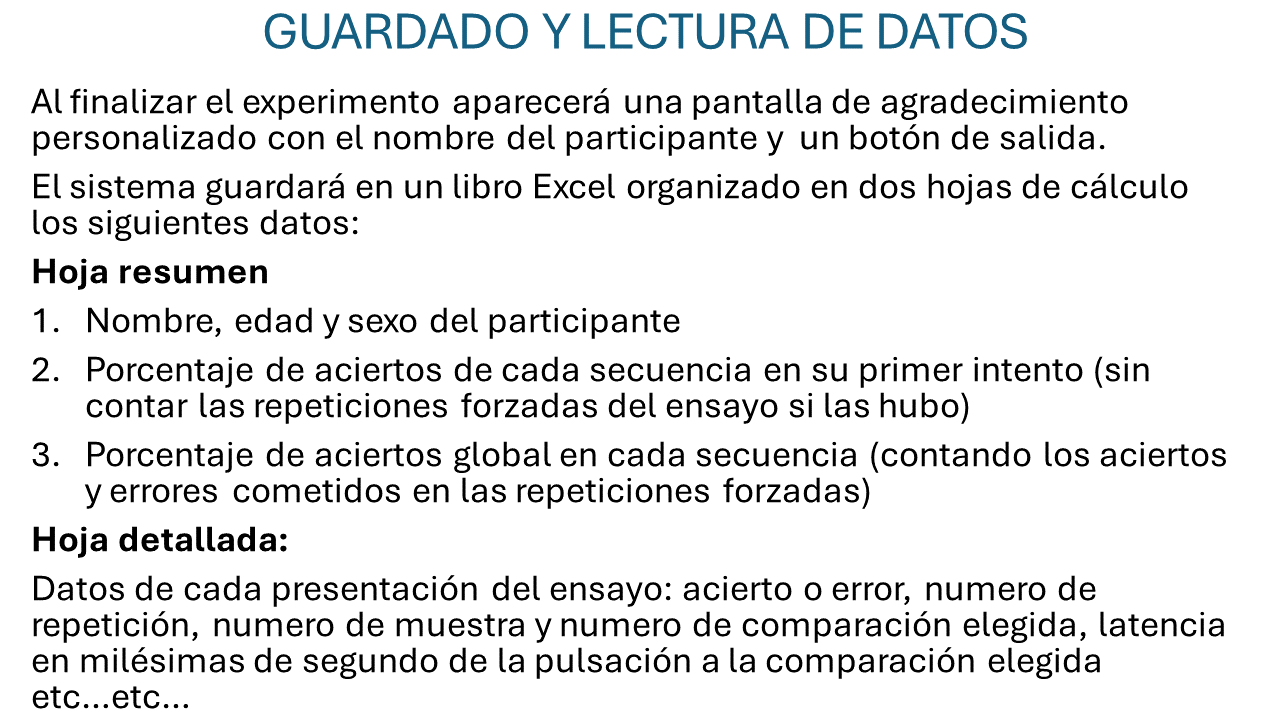 GUARDADO Y LECTURA DE DATOS
Al finalizar el experimento aparecerá una pantalla de agradecimiento
personalizado con el nombre del participante y un botón de salida.
El sistema guardará en un libro Excel organizado en dos hojas de cálculo
los siguientes datos:
Hoja resumen
1. Nombre, edad y sexo del participante
2. Porcentaje de aciertos de cada secuencia en su primer intento (sin
contar las repeticiones forzadas del ensayo si las hubo)
3. Porcentaje de aciertos global en cada secuencia (contando los aciertos
y errores cometidos en las repeticiones forzadas)
Hoja detallada:
Datos de cada presentación del ensayo: acierto o error, numero de
repetición, numero de muestra y numero de comparación elegida, latencia
en milésimas de segundo de la pulsación a la comparación elegida
etc...etc...